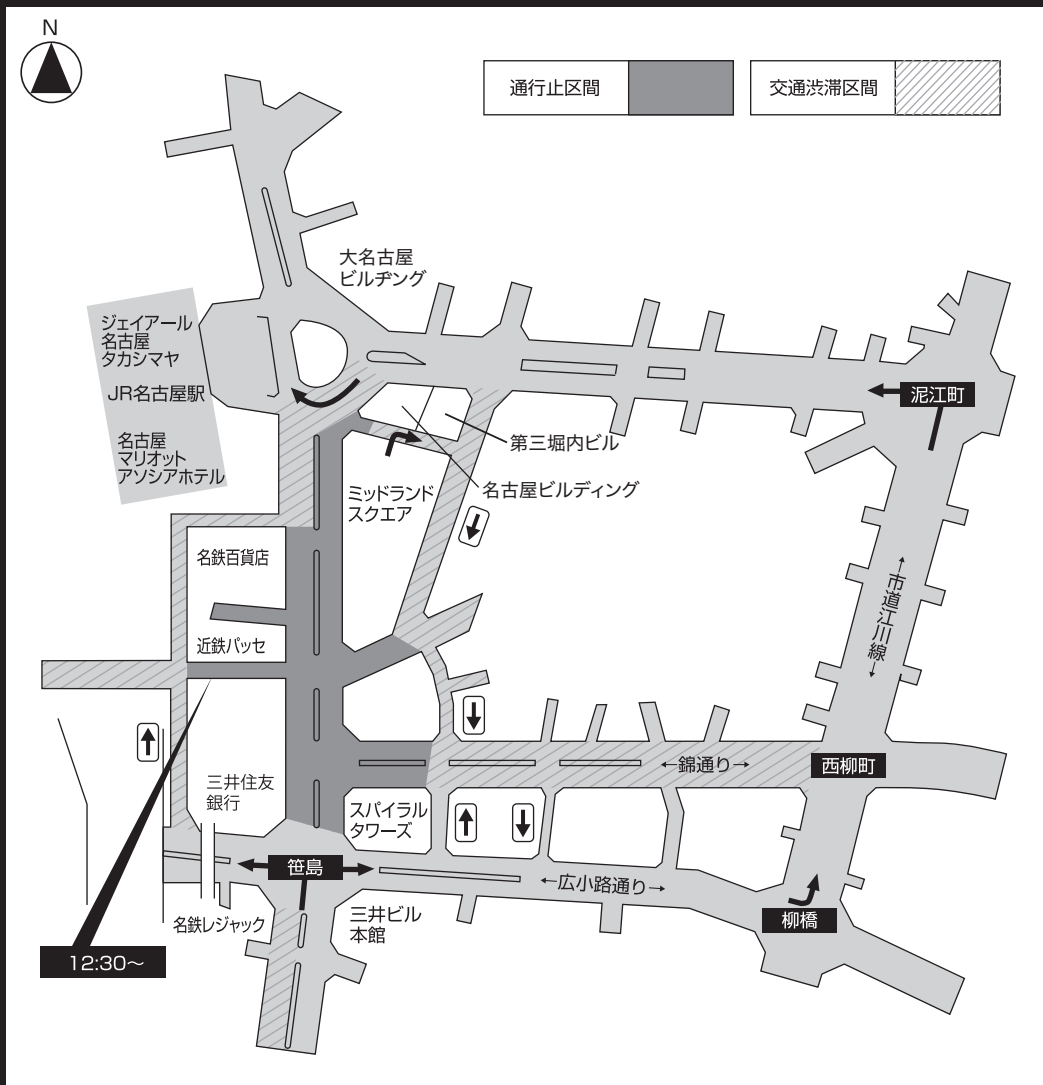 N
通行止区間
交通渋滞区間
大名古屋
ビルヂング
ジェイアール
名古屋
タカシマヤ
JR名古屋駅
名古屋
マリオット
アソシアホテル
泥江町
第三堀内ビル
名古屋ビルディング
ミッドランド
スクエア
名鉄百貨店
近鉄パッセ
←市道江川線→
←錦通り→
西柳町
三井住友
銀行
スパイラル
タワーズ
笹島
←広小路通り→
柳橋
名鉄レジャック
三井ビル
本館
12:30〜